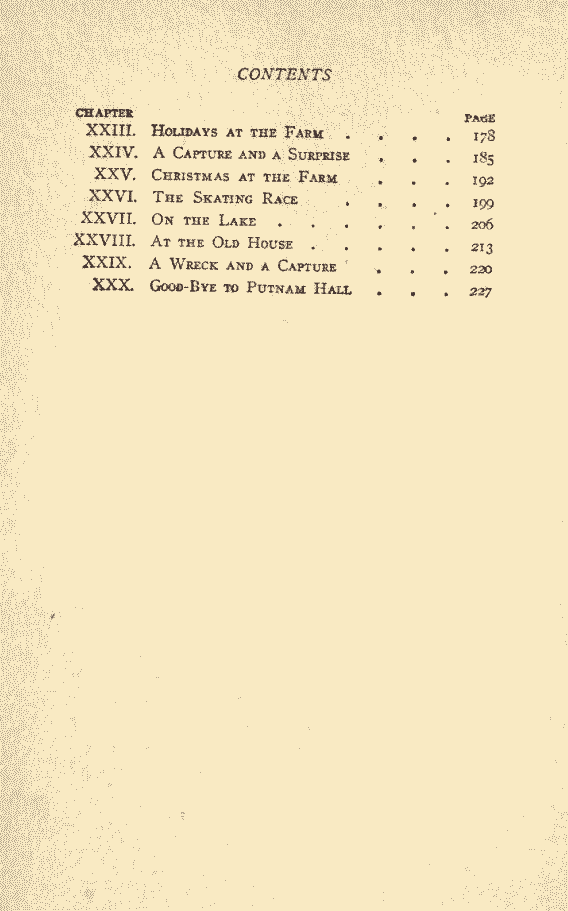 CONTENTS
CHAPTER PAGE
XXIII. Holidays at the Farm . . . . 178
XXIV. A Capture and a Surprise . . . 185
XXV. Christmas at the Farm . . . 192
XXVI. The Skating Race . . . . 199
XXVII. On the Lake . . . . . . 206
XXVIII. At the Old House . . . . . 213
XXIX. A Wreck and a Capture . . . 220
XXX. Good-Bye to Putnam Hall . . . 227